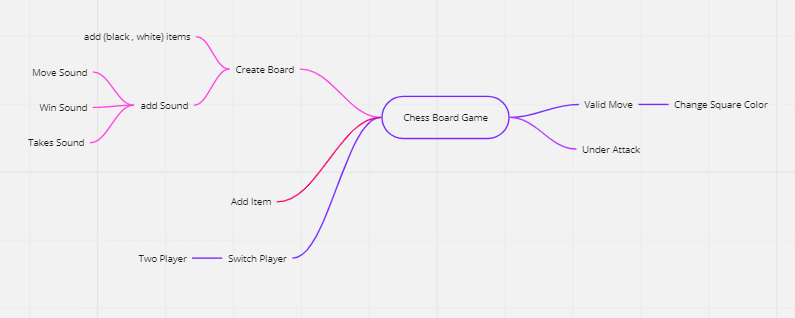 add (black , white) items
Create Board
Move Sound
Win Sound
add Sound
Takes Sound
Chess Board Game
Valid Move
Change Square Color
Under Attack
Add Item
Two Player
Switch Player